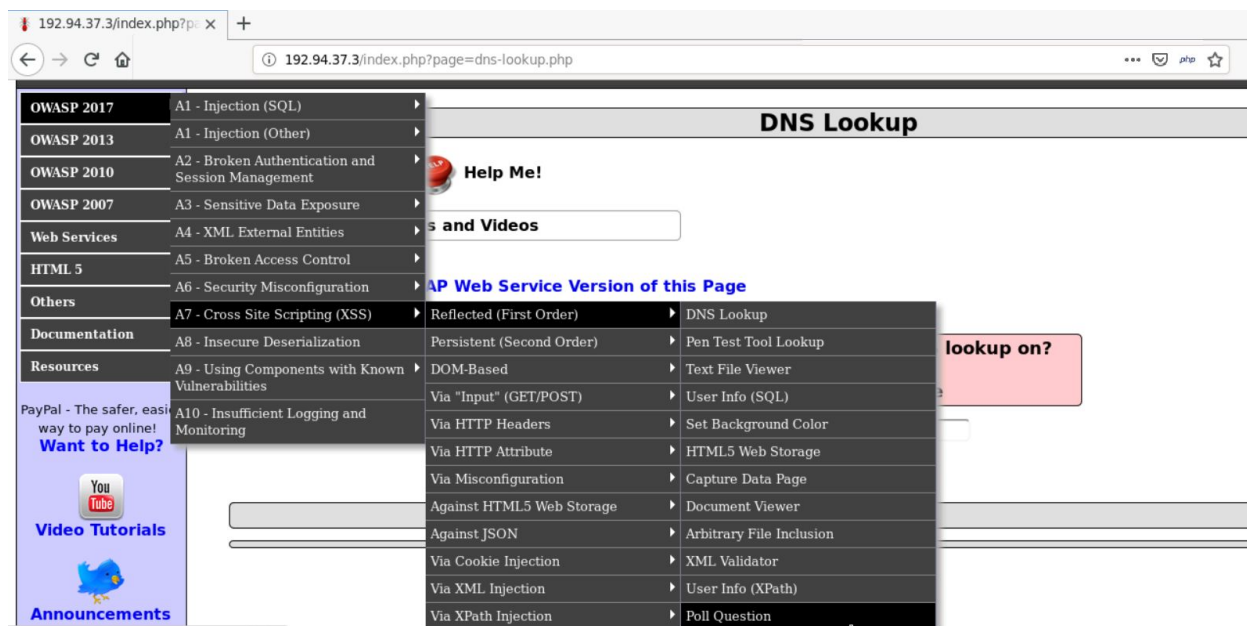 192.94.37.3/index.php?p
192.94.37.3/index.php?page=dns-lookup.php
php
OWASP 2017
OWASP 2013
OWASP 2010
OWASP 2007
Web Services
HTML 5
Others
Documentation
Resources
PayPal - The safer, easi
way to pay online!
Want to Help?
You
Tube
Video Tutorials
Announcements
A1 - Injection (SQL)
A1 - Injection (Other)
A2 - Broken Authentication and
Session Management
A3 - Sensitive Data Exposure
A4 - XML External Entities
A5 - Broken Access Control
A6 - Security Misconfiguration
A7 - Cross Site Scripting (XSS)
A8 - Insecure Deserialization
A9 - Using Components with Known
Vulnerabilities
A10 - Insufficient Logging and
Monitoring
DNS Lookup
Help Me!
s and Videos
AP Web Service Version of this Page
lookup on?
Reflected (First Order)
Persistent (Second Order)
DOM-Based
Via "Input" (GET/POST)
Via HTTP Headers
Via HTTP Attribute
Via Misconfiguration
Against HTML5 Web Storage
Against JSON
Via Cookie Injection
Via XML Injection
Via XPath Injection
DNS Lookup
Pen Test Tool Lookup
Text File Viewer
User Info (SQL)
Set Background Color
HTML5 Web Storage
Capture Data Page
Document Viewer
Arbitrary File Inclusion
XML Validator
User Info (XPath)
Poll Question